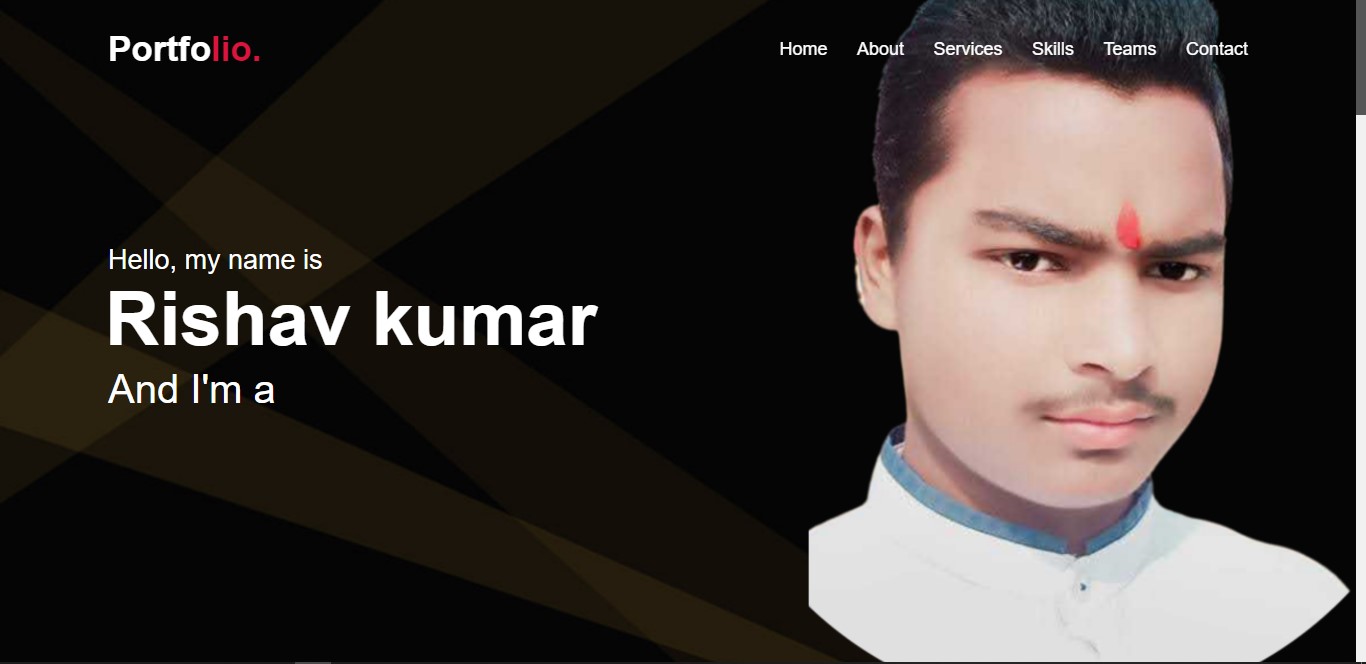 Portfolio.
Home About Services Skills Teams Contact
Hello, my name is
Rishav kumar
And I'm a